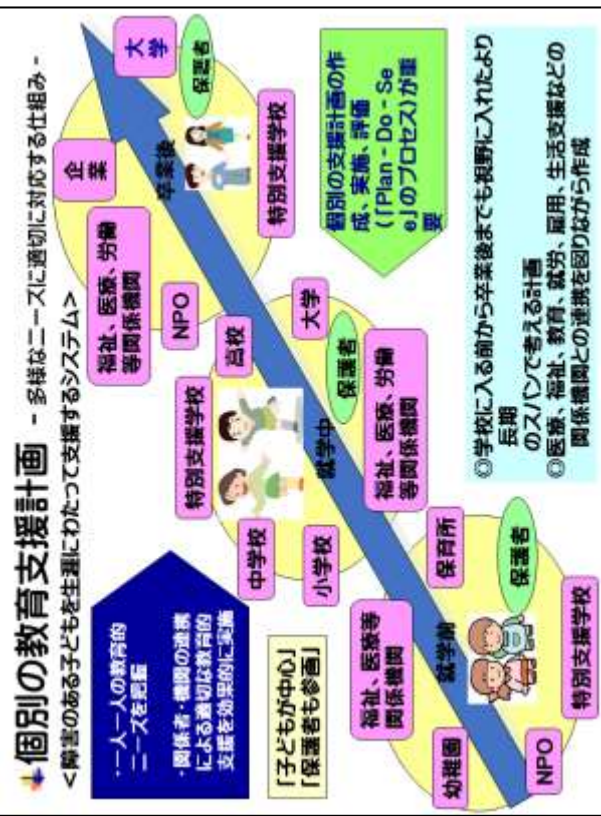 個別の教育支援計画 - 多様なニーズに適切に対応する仕組み -
<障害のある子どもを生涯にわたって支援するシステム>
・一人一人の教育的
ニーズを把握
・関係者・機関の連携
による適切な教育的
支援を効果的に実施
「子どもが中心」
「保護者も参画」
福祉、医療等
関係機関
幼稚園
NPO
就学前
保育所
保護者
特別支援学校
特別支援学校
中学校
小学校
高校
就学中
大学
保護者
福祉、医療、労働
等関係機関
福祉、医療、労働
等関係機関
NPO
企
業
卒業後
大学
保護者
特別支援学校
個別の支援計画の作
成、実施、評価
(「Plan - Do - Se
e」のプロセス)が重
要
◎学校に入る前から卒業後までも視野に入れたより
長期
のスパンで考える計画
◎医療、福祉、教育、就労、雇用、生活支援などの
関係機関との連携を図りながら作成